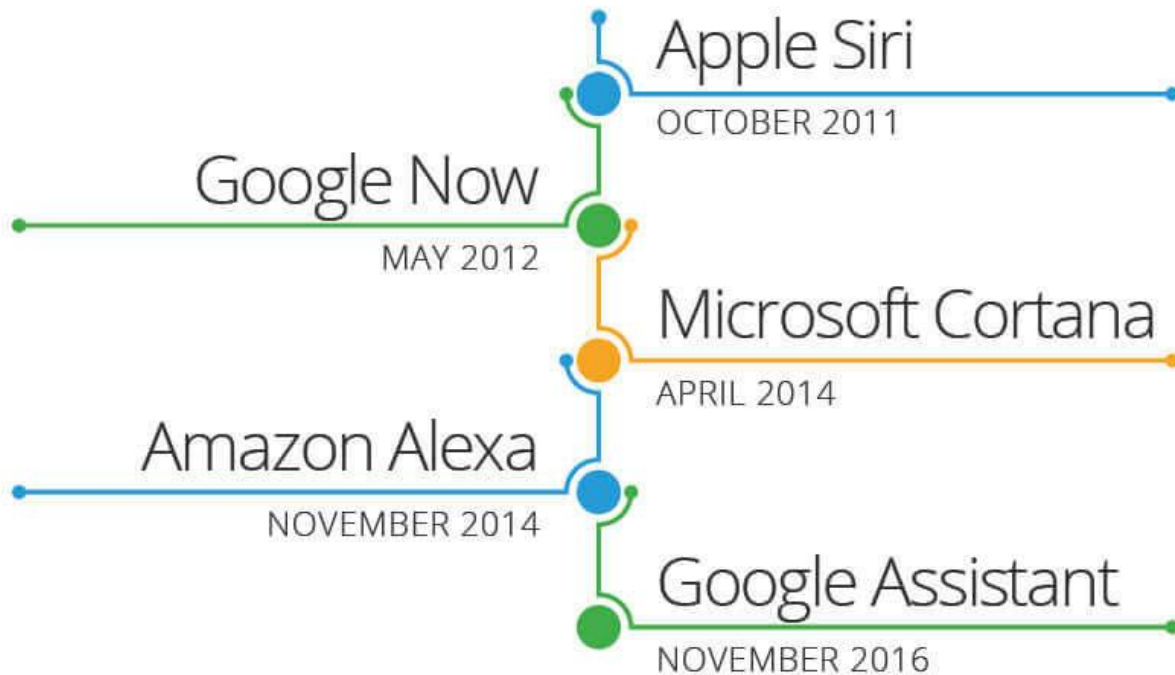 Apple Siri
OCTOBER 2011
Google Now
MAY 2012
Microsoft Cortana
APRIL 2014
Amazon Alexa
NOVEMBER 2014
Google Assistant
NOVEMBER 2016